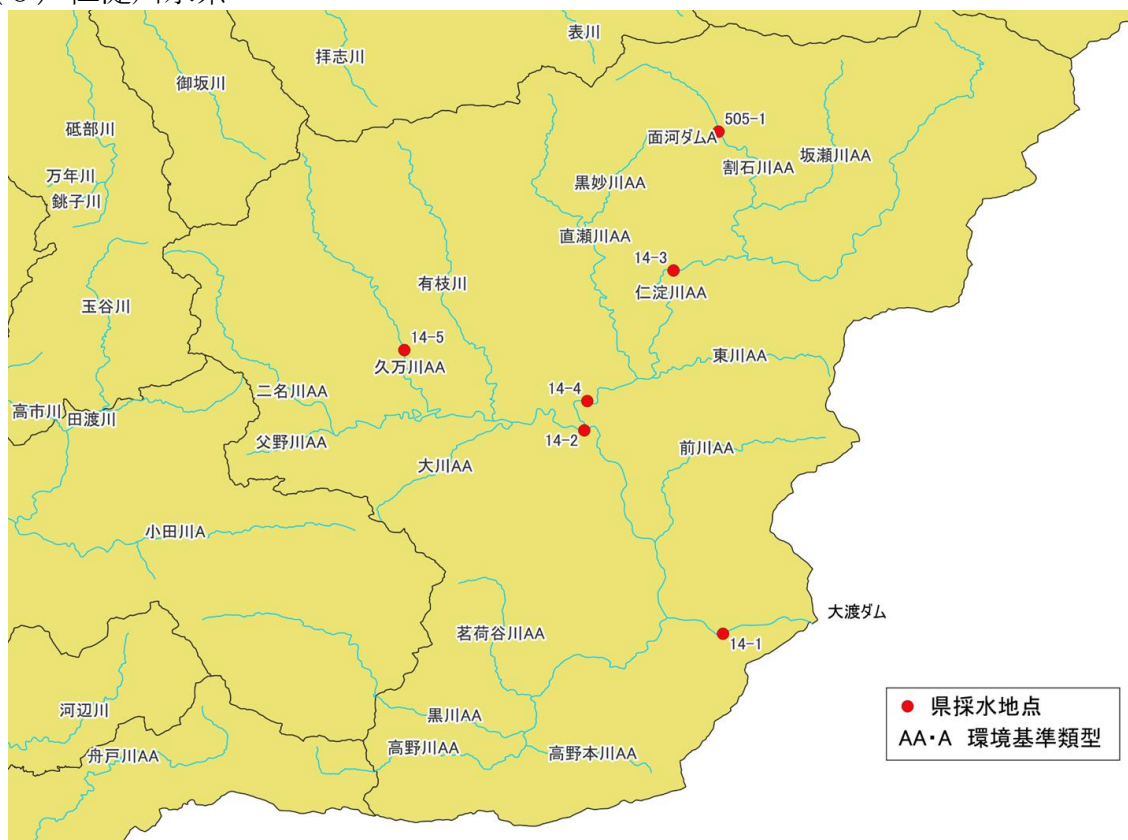 表川
拝志川
御坂川
505-1
砥部川
面河ダムA
坂瀬川AA
割石川AA
万年川
黒妙川AA
銚子川
直瀬川AA
14-3
有枝川
仁淀川AA
玉谷川
14-5
東川AA
久万川AA
14-4
二名川AA
高市川
田渡川
14-2
父野川AA
前川AA
大川AA
小田川A
大渡ダム
茗荷谷川AA
14-1
河辺川
黒川AA
高野川AA
高野本川AA
舟戸川AA
県採水地点
AA・A 環境基準類型